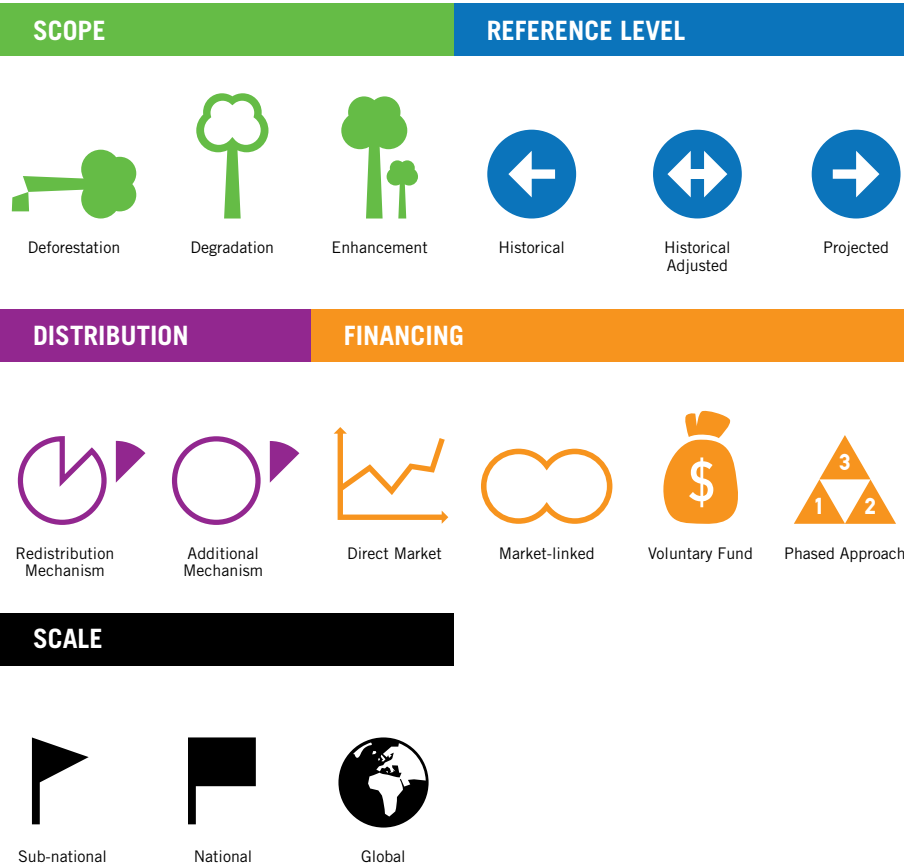 SCOPE
REFERENCE LEVEL
Deforestation
Degradation
Enhancement
Historical
Historical
Adjusted
Projected
DISTRIBUTION
FINANCING
$
3
1 2
Redistribution
Mechanism
Additional
Mechanism
Direct Market
Market-linked
Voluntary Fund
Phased Approach
SCALE
Sub-national
National
Global